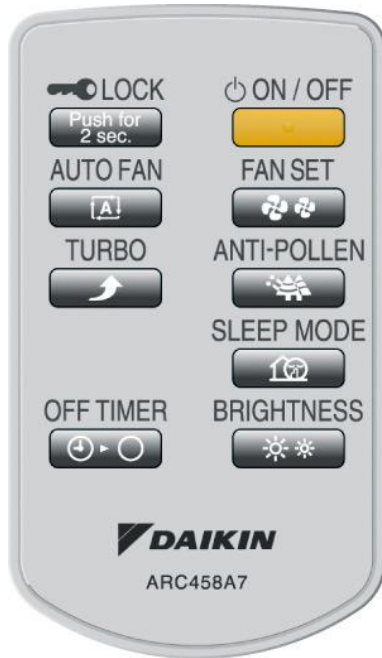 LOCK
ON / OFF
Push for
2 sec.
AUTO FAN
FAN SET
A
TURBO
ANTI-POLLEN
SLEEP MODE
OFF TIMER
BRIGHTNESS
DAIKIN
ARC458A7